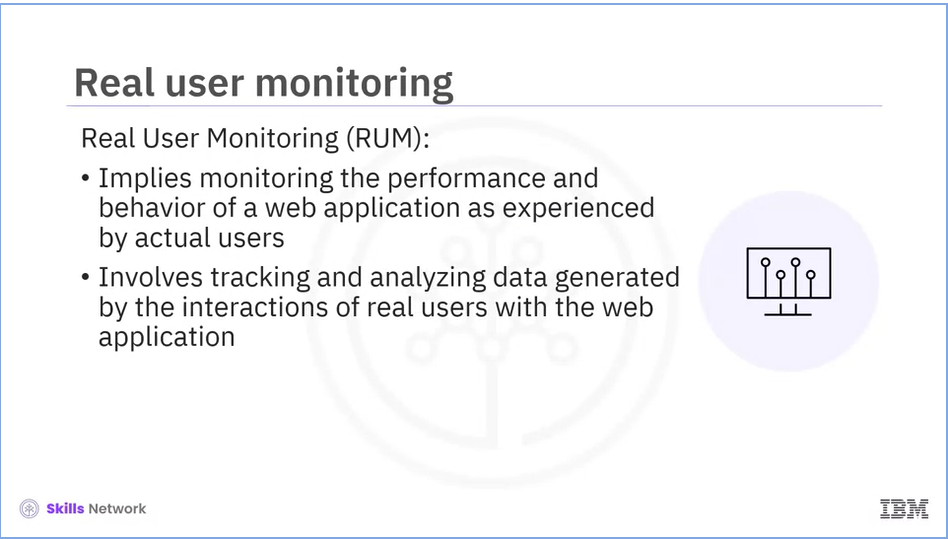 Real user monitoring
Real User Monitoring (RUM):
• Implies monitoring the performance and
behavior of a web application as experienced
by actual users
• Involves tracking and analyzing data generated
by the interactions of real users with the web
application
Skills Network
IBM